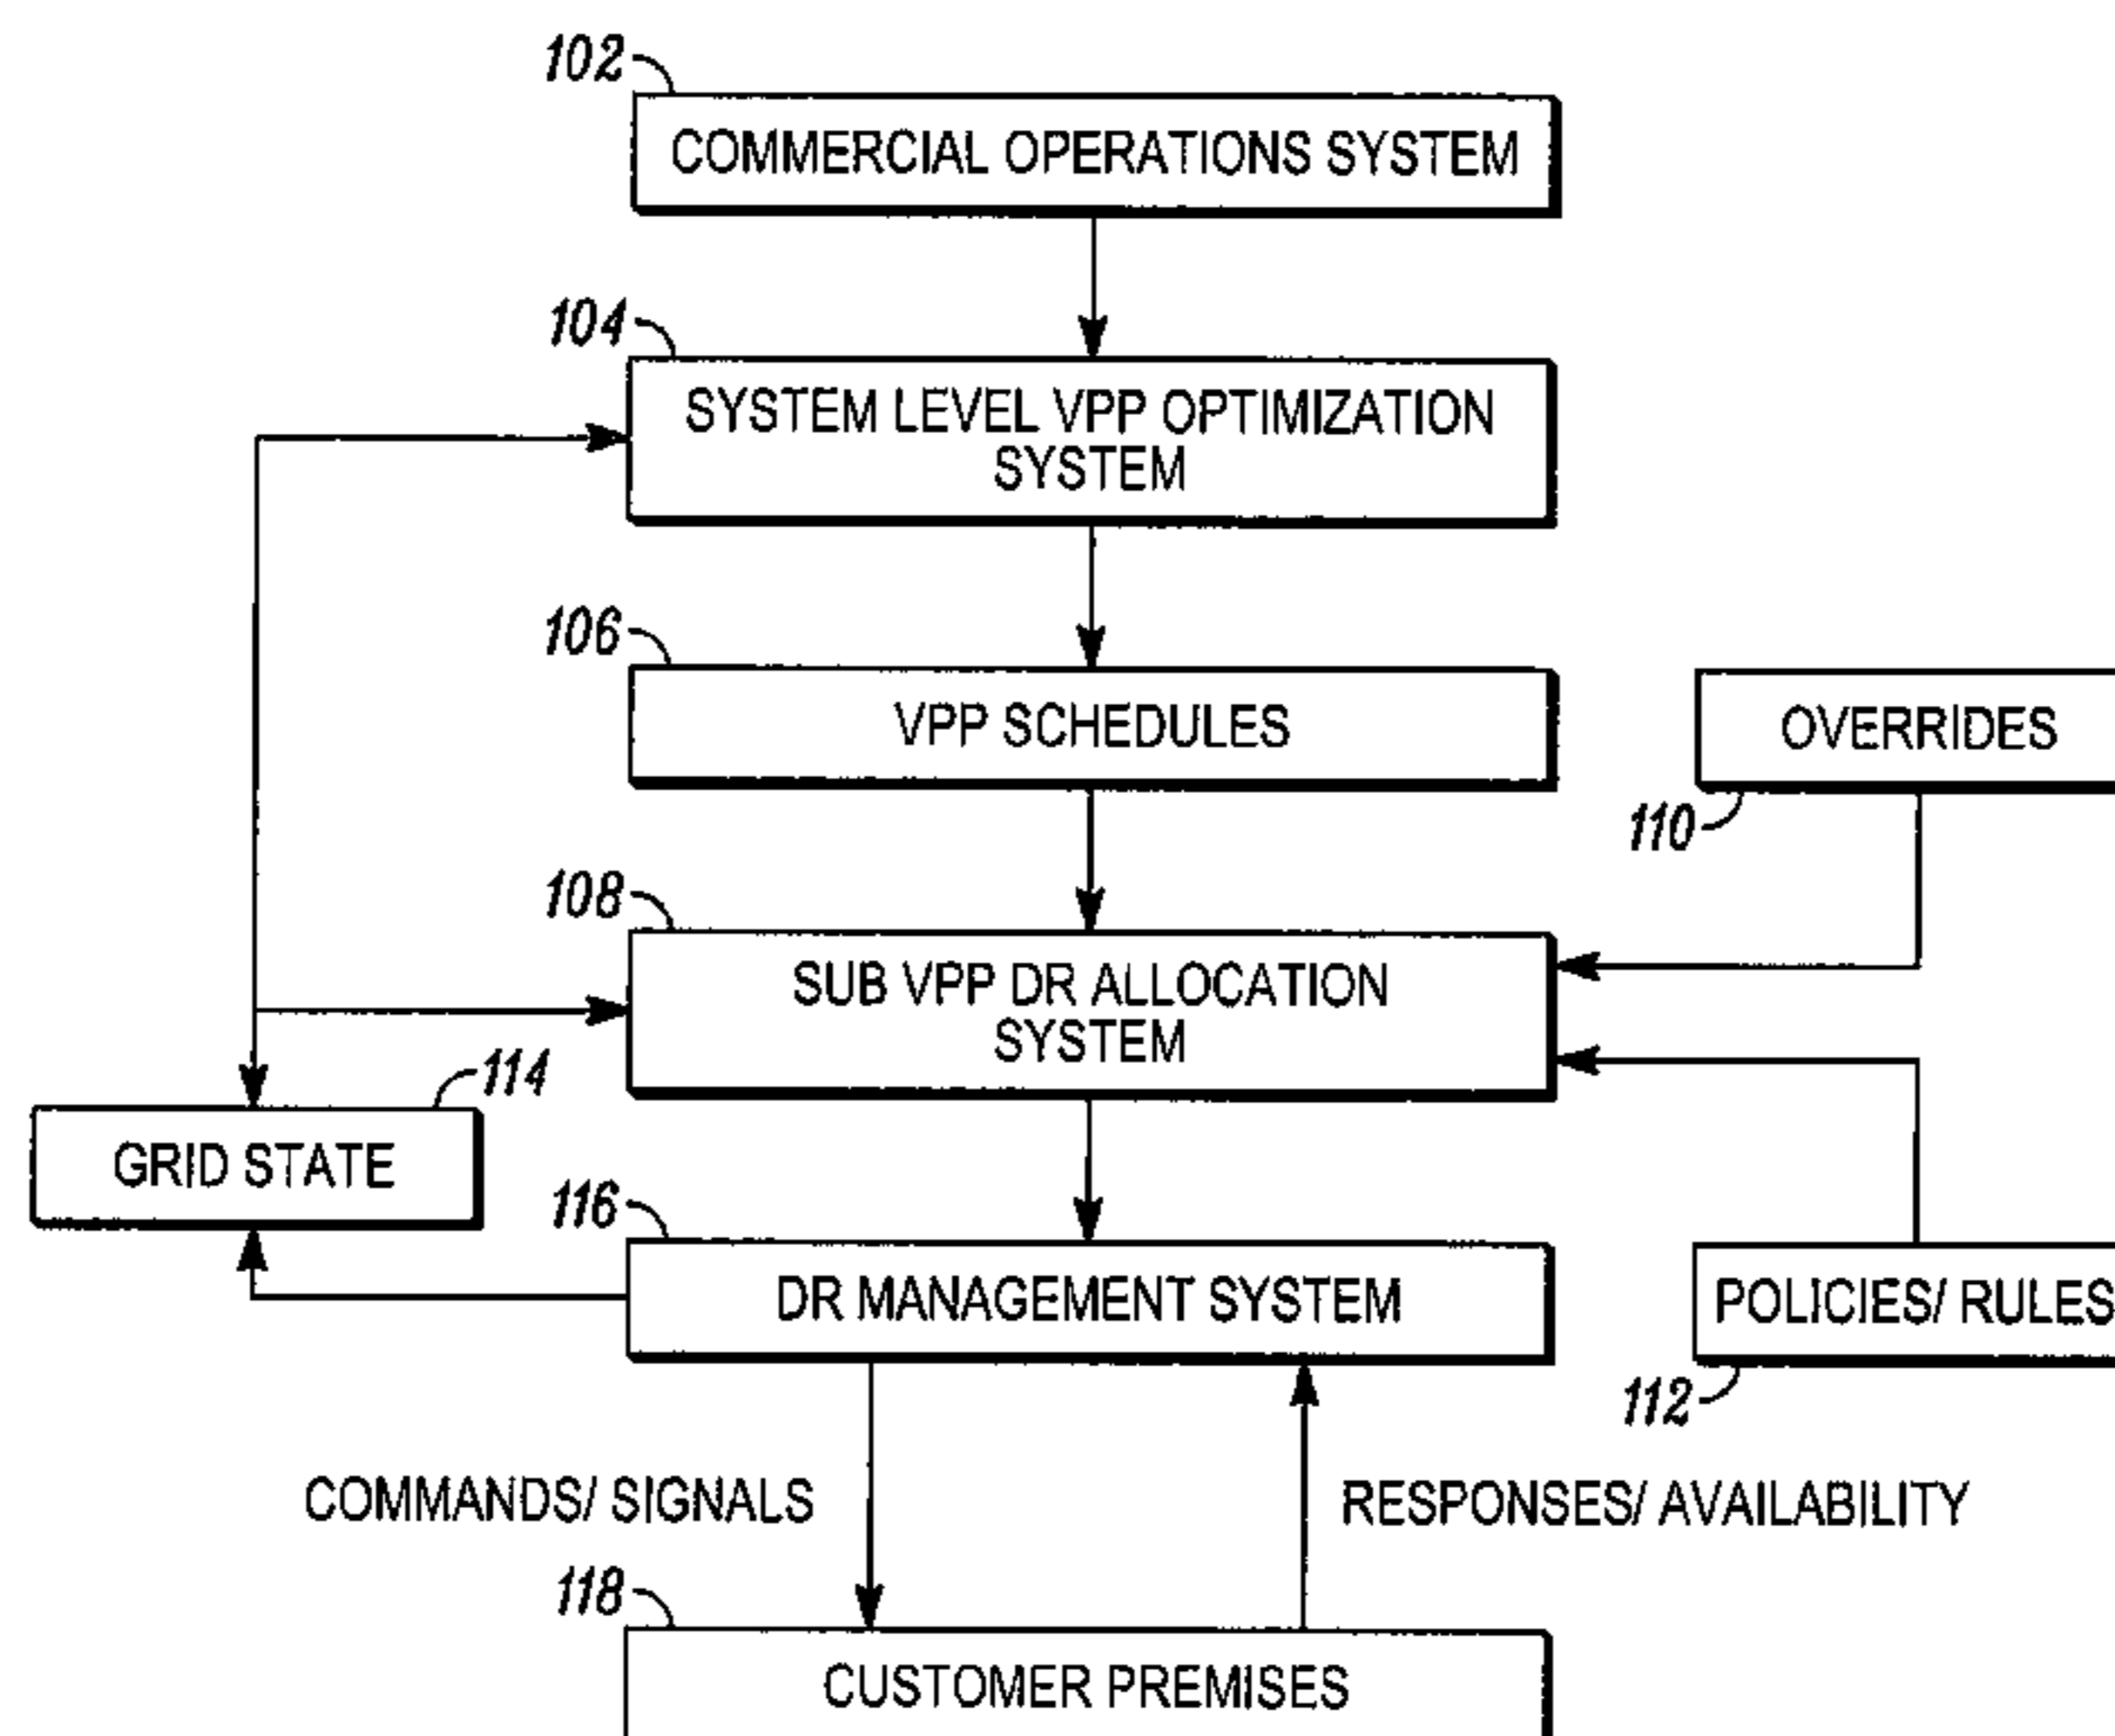 102
COMMERCIAL OPERATIONS SYSTEM
104
SYSTEM LEVEL VPP OPTIMIZATION
SYSTEM
106
VPP SCHEDULES
OVERRIDES
110
108
SUB VPP DR ALLOCATION
SYSTEM
114
GRID STATE
116
DR MANAGEMENT SYSTEM
POLICIES/ RULES
112
COMMANDS/ SIGNALS
RESPONSES/ AVAILABILITY
118
CUSTOMER PREMISES